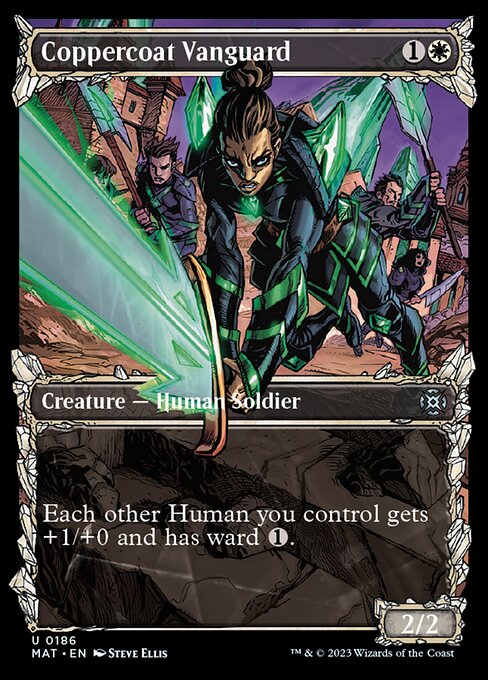 Coppercoat Vanguard 1
Creature — Human Soldier
Each other Human you control gets
+1/+0 and has ward 1.
2/2
U 0186
MAT • EN Steve Ellis
™ & © 2023 Wizards of the Coast